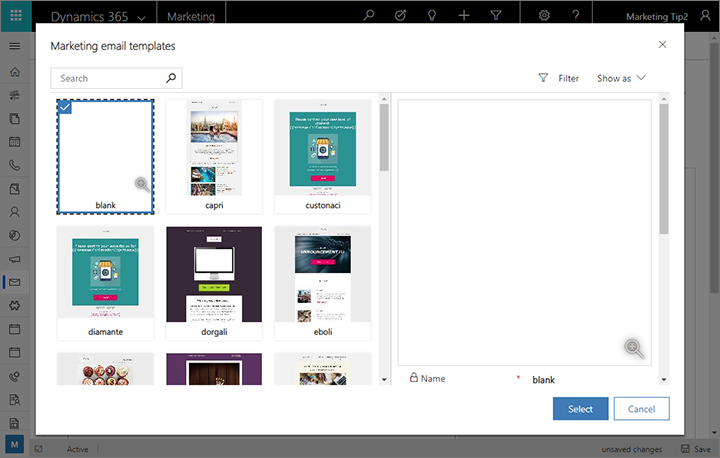 Dynamics 365
Marketing
Marketing Tip2
Marketing email templates
Search
Filter
Show as
blank
capri
custonaci
diamante
dorgali
ANNOUNCEMENT !!!
eboli
Name * blank
Select
Cancel
M
Active
unsaved changes
Save